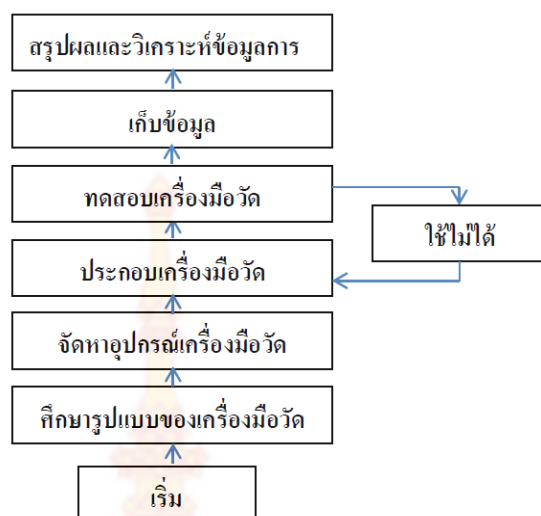 สรุปผลและวิเคราะห์ข้อมูลการ
เก็บข้อมูล
ทดสอบเครื่องมือวัด
ใช้ไม่ได้
ประกอบเครื่องมือวัด
จัดหาอุปกรณ์เครื่องมือวัด
ศึกษารูปแบบของเครื่องมือวัด
เริ่ม